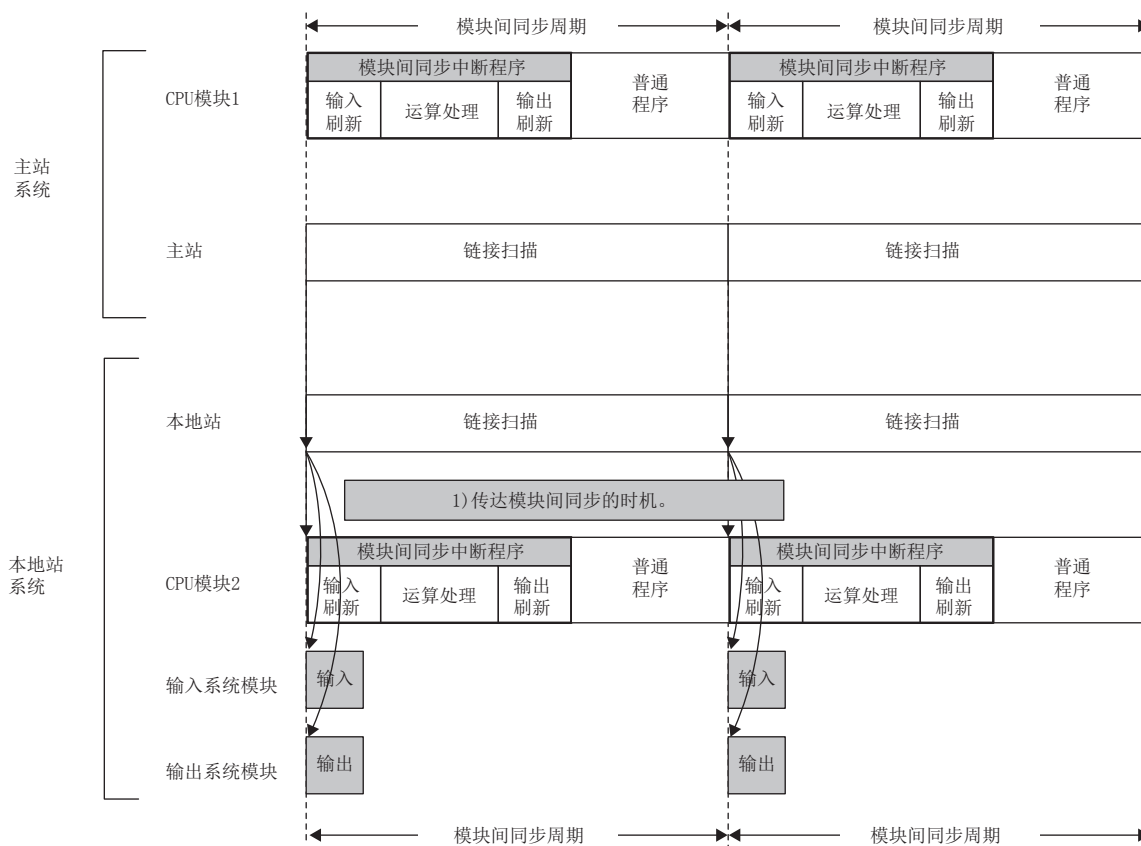 模块间同步周期
模块间同步周期
主站
系统
CPU模块1
模块间同步中断程序
输入
刷新
运算处理
输出
刷新
普通
程序
模块间同步中断程序
输入
刷新
运算处理
输出
刷新
普通
程序
主站
链接扫描
链接扫描
本地站
系统
本地站
链接扫描
链接扫描
1)传达模块间同步的时机。
CPU模块2
模块间同步中断程序
输入
刷新
运算处理
输出
刷新
普通
程序
模块间同步中断程序
输入
刷新
运算处理
输出
刷新
普通
程序
输入系统模块
输入
输入
输出系统模块
输出
输出
模块间同步周期
模块间同步周期